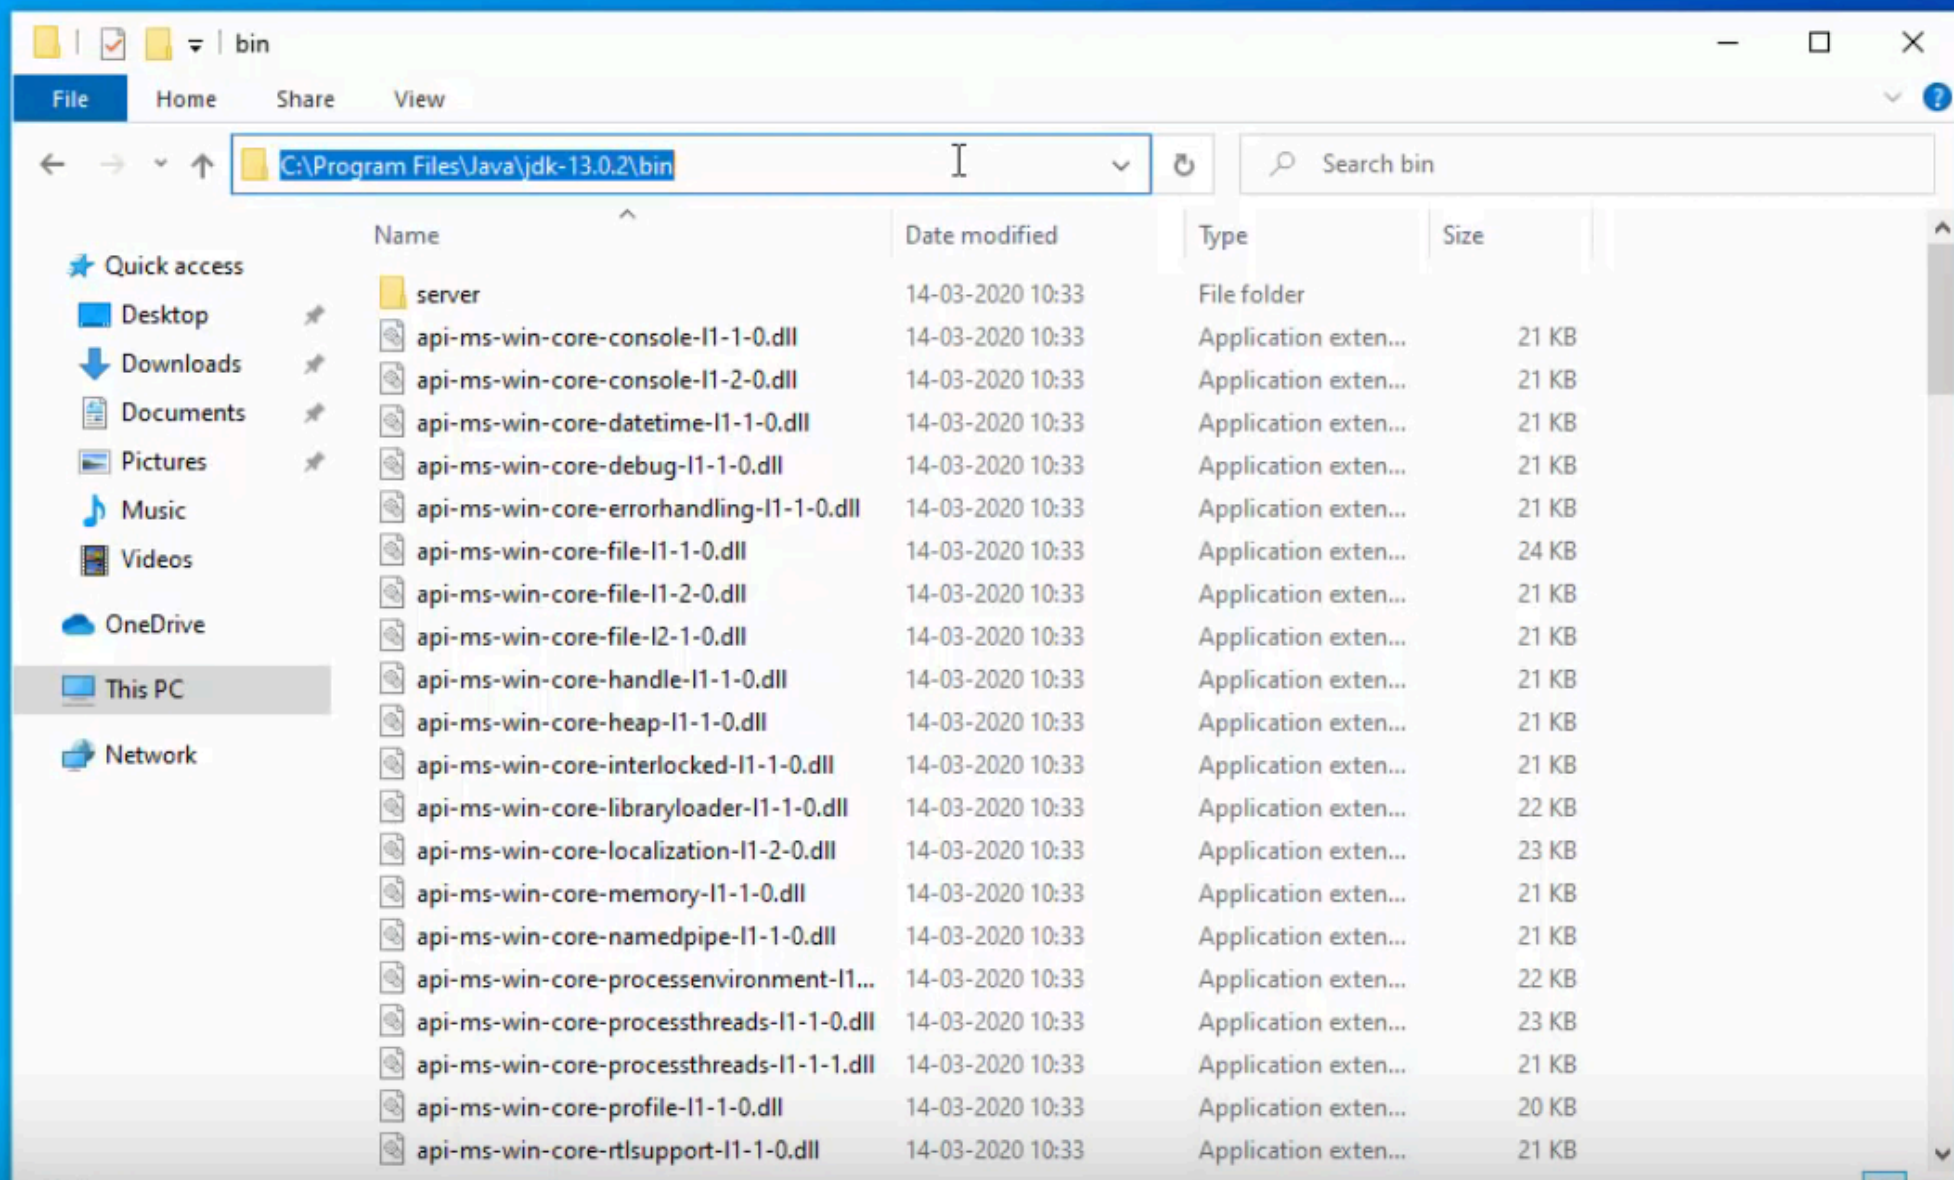 bin
File Home Share View
C:\Program Files\Java\jdk-13.0.2\bin
Search bin
Name Date modified Type Size
Quick access
Desktop
Downloads
Documents
Pictures
Music
Videos
OneDrive
This PC
Network
server 14-03-2020 10:33 File folder
api-ms-win-core-console-l1-1-0.dll 14-03-2020 10:33 Application exten... 21 KB
api-ms-win-core-console-l1-2-0.dll 14-03-2020 10:33 Application exten... 21 KB
api-ms-win-core-datetime-l1-1-0.dll 14-03-2020 10:33 Application exten... 21 KB
api-ms-win-core-debug-l1-1-0.dll 14-03-2020 10:33 Application exten... 21 KB
api-ms-win-core-errorhandling-l1-1-0.dll 14-03-2020 10:33 Application exten... 21 KB
api-ms-win-core-file-l1-1-0.dll 14-03-2020 10:33 Application exten... 24 KB
api-ms-win-core-file-l1-2-0.dll 14-03-2020 10:33 Application exten... 21 KB
api-ms-win-core-file-l2-1-0.dll 14-03-2020 10:33 Application exten... 21 KB
api-ms-win-core-handle-l1-1-0.dll 14-03-2020 10:33 Application exten... 21 KB
api-ms-win-core-heap-l1-1-0.dll 14-03-2020 10:33 Application exten... 21 KB
api-ms-win-core-interlocked-l1-1-0.dll 14-03-2020 10:33 Application exten... 21 KB
api-ms-win-core-libraryloader-l1-1-0.dll 14-03-2020 10:33 Application exten... 22 KB
api-ms-win-core-localization-l1-2-0.dll 14-03-2020 10:33 Application exten... 23 KB
api-ms-win-core-memory-l1-1-0.dll 14-03-2020 10:33 Application exten... 21 KB
api-ms-win-core-namedpipe-l1-1-0.dll 14-03-2020 10:33 Application exten... 21 KB
api-ms-win-core-processenvironment-l1... 14-03-2020 10:33 Application exten... 22 KB
api-ms-win-core-processthreads-l1-1-0.dll 14-03-2020 10:33 Application exten... 23 KB
api-ms-win-core-processthreads-l1-1-1.dll 14-03-2020 10:33 Application exten... 21 KB
api-ms-win-core-profile-l1-1-0.dll 14-03-2020 10:33 Application exten... 20 KB
api-ms-win-core-rtlsupport-l1-1-0.dll 14-03-2020 10:33 Application exten... 21 KB